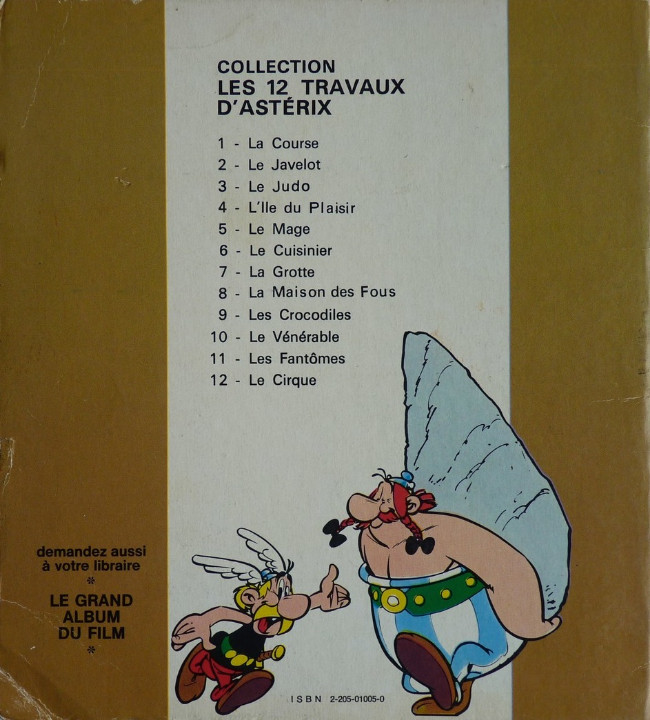 COLLECTION
LES 12 TRAVAUX
D'ASTÉRIX
1 - La Course
2 - Le Javelot
3 - Le Judo
4 - L'Ile du Plaisir
5 - Le Mage
6 - Le Cuisinier
7 - La Grotte
8 - La Maison des Fous
9 - Les Crocodiles
10 - Le Vénérable
11 - Les Fantômes
12 - Le Cirque
demandez aussi
à votre libraire
*
LE GRAND
ALBUM
DU FILM
*
ISBN 2-205-01005-0